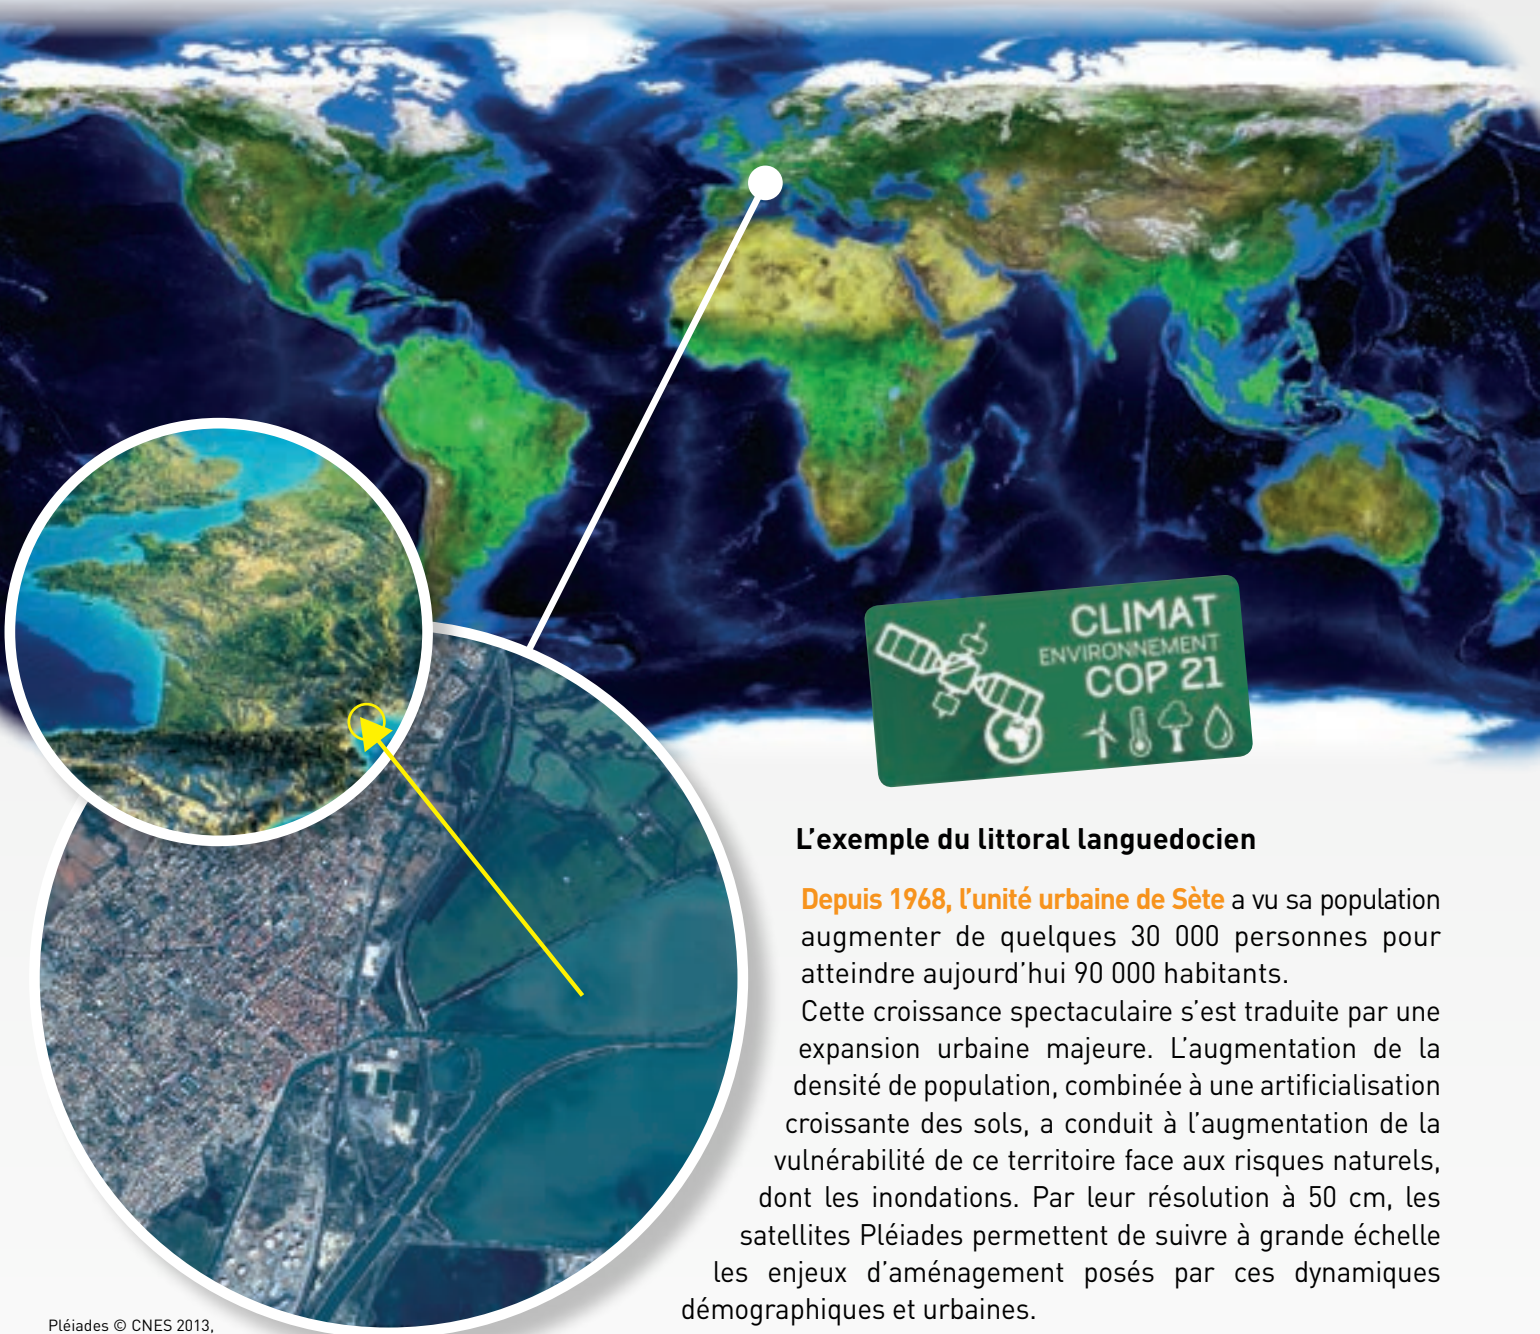 CLIMAT
ENVIRONNEMENT
COP 21
L’exemple du littoral languedocien
Depuis 1968, l’unité urbaine de Sète a vu sa population
augmenter de quelques 30 000 personnes pour
atteindre aujourd’hui 90 000 habitants.
Cette croissance spectaculaire s’est traduite par une
expansion urbaine majeure. L’augmentation de la
densité de population, combinée à une artificialisation
croissante des sols, a conduit à l’augmentation de la
vulnérabilité de ce territoire face aux risques naturels,
dont les inondations. Par leur résolution à 50 cm, les
satellites Pléiades permettent de suivre à grande échelle
les enjeux d’aménagement posés par ces dynamiques
démographiques et urbaines.
Pléiades © CNES 2013,